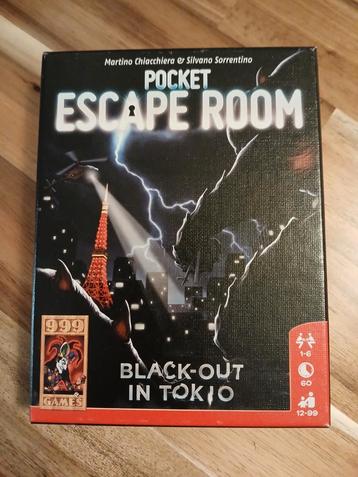 Martino Chiacchiera & Silvano Sorrentino
POCKET
ESCAPE ROOM
BLACK-OUT
IN TOKIO
999
GAMES
1-6
60
12-99